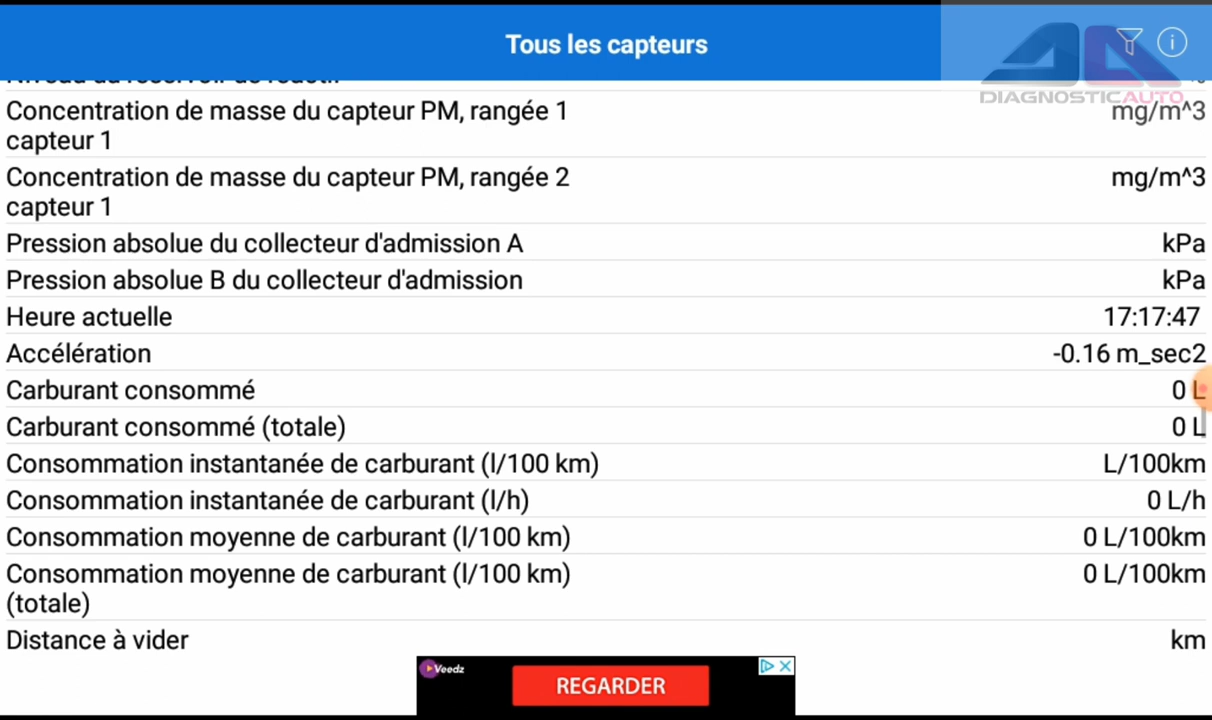 Tous les capteurs
DIAGNOSTICAUTO
Concentration de masse du capteur PM, rangée 1 mg/m^3
capteur 1
Concentration de masse du capteur PM, rangée 2 mg/m^3
capteur 1
Pression absolue du collecteur d'admission A kPa
Pression absolue B du collecteur d'admission kPa
Heure actuelle 17:17:47
Accélération -0.16 m_sec2
Carburant consommé 0 L
Carburant consommé (totale) 0 L
Consommation instantanée de carburant (l/100 km) L/100km
Consommation instantanée de carburant (l/h) 0 L/h
Consommation moyenne de carburant (l/100 km) 0 L/100km
Consommation moyenne de carburant (l/100 km) 0 L/100km
(totale)
Distance à vider km
Veedz
REGARDER